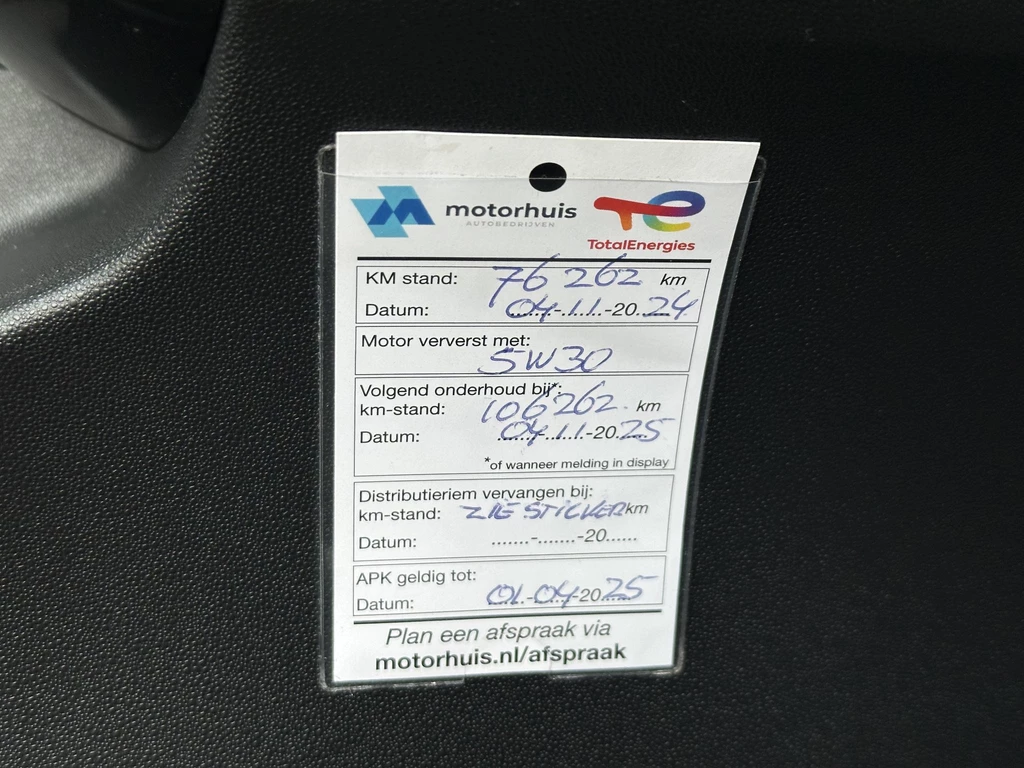 motorhuis
AUTOBEDRIJVEN
TotalEnergies
KM stand: 76 262 km
Datum: 04-11-2024
Motor ververst met:
5W30
Volgend onderhoud bij*:
km-stand: 106262 km
Datum: 04-11-2025
*of wanneer melding in display
Distributieriem vervangen bij:
km-stand: ZIE STICKER km
Datum: .......-.......-20......
APK geldig tot:
Datum: 01-04-2025
Plan een afspraak via
motorhuis.nl/afspraak